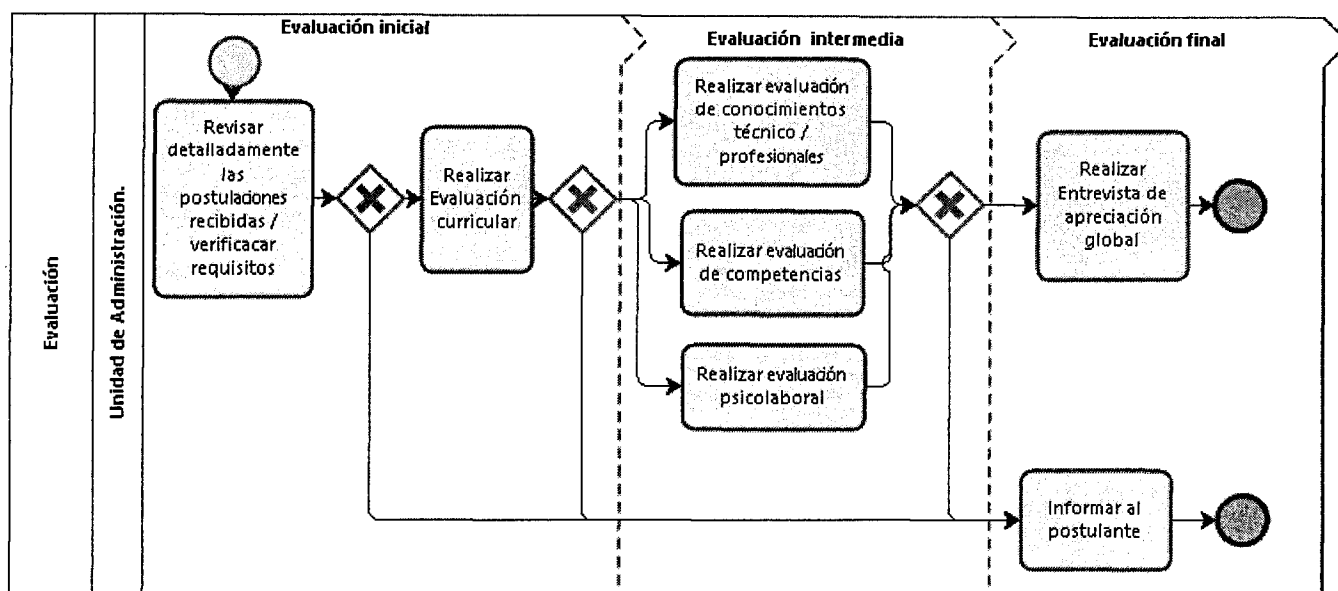 Evaluación
Unidad de Administración.
Evaluación inicial
Evaluación intermedia
Evaluación final
Revisar
detalladamente
las
postulaciones
recibidas /
verificacar
requisitos
Realizar
Evaluación
curricular
Realizar evaluación
de conocimientos
técnico /
profesionales
Realizar evaluación
de competencias
Realizar evaluación
psicolaboral
Realizar
Entrevista de
apreciación
global
Informar al
postulante